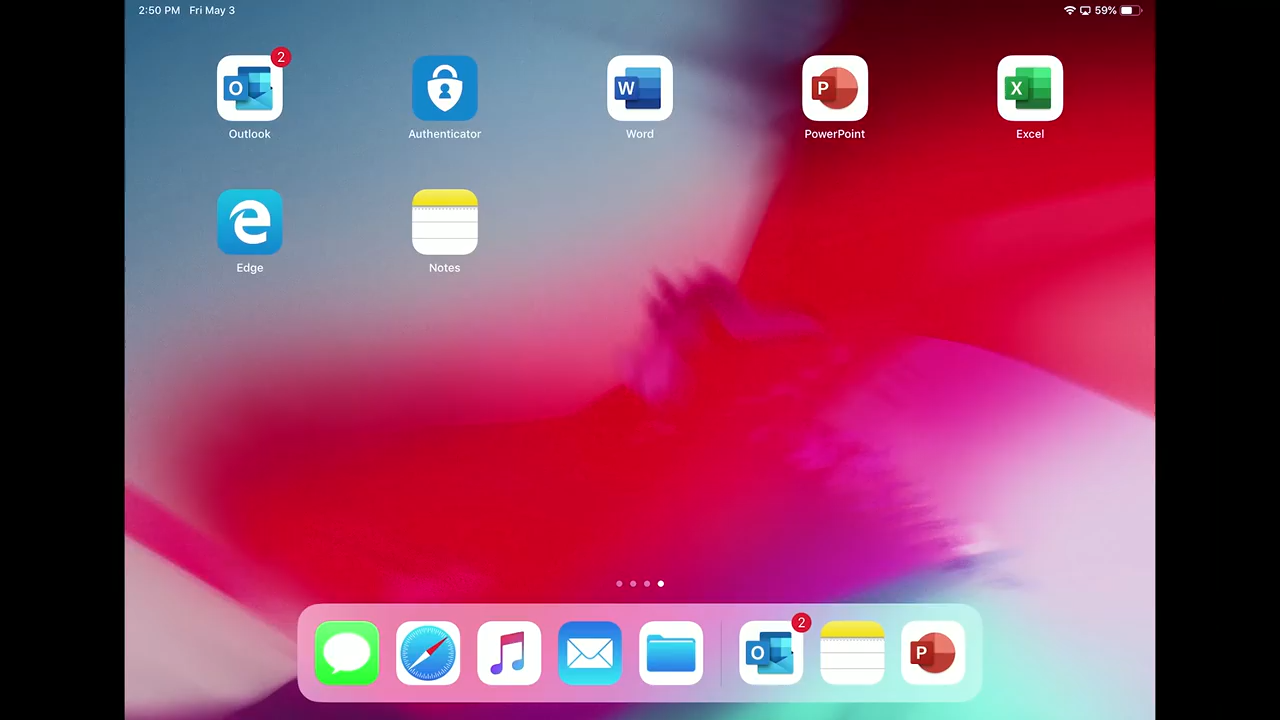 2:50 PM Fri May 3
59%
2
Outlook
Authenticator
W
Word
P
PowerPoint
X
Excel
O
Edge
Notes
2
O
P